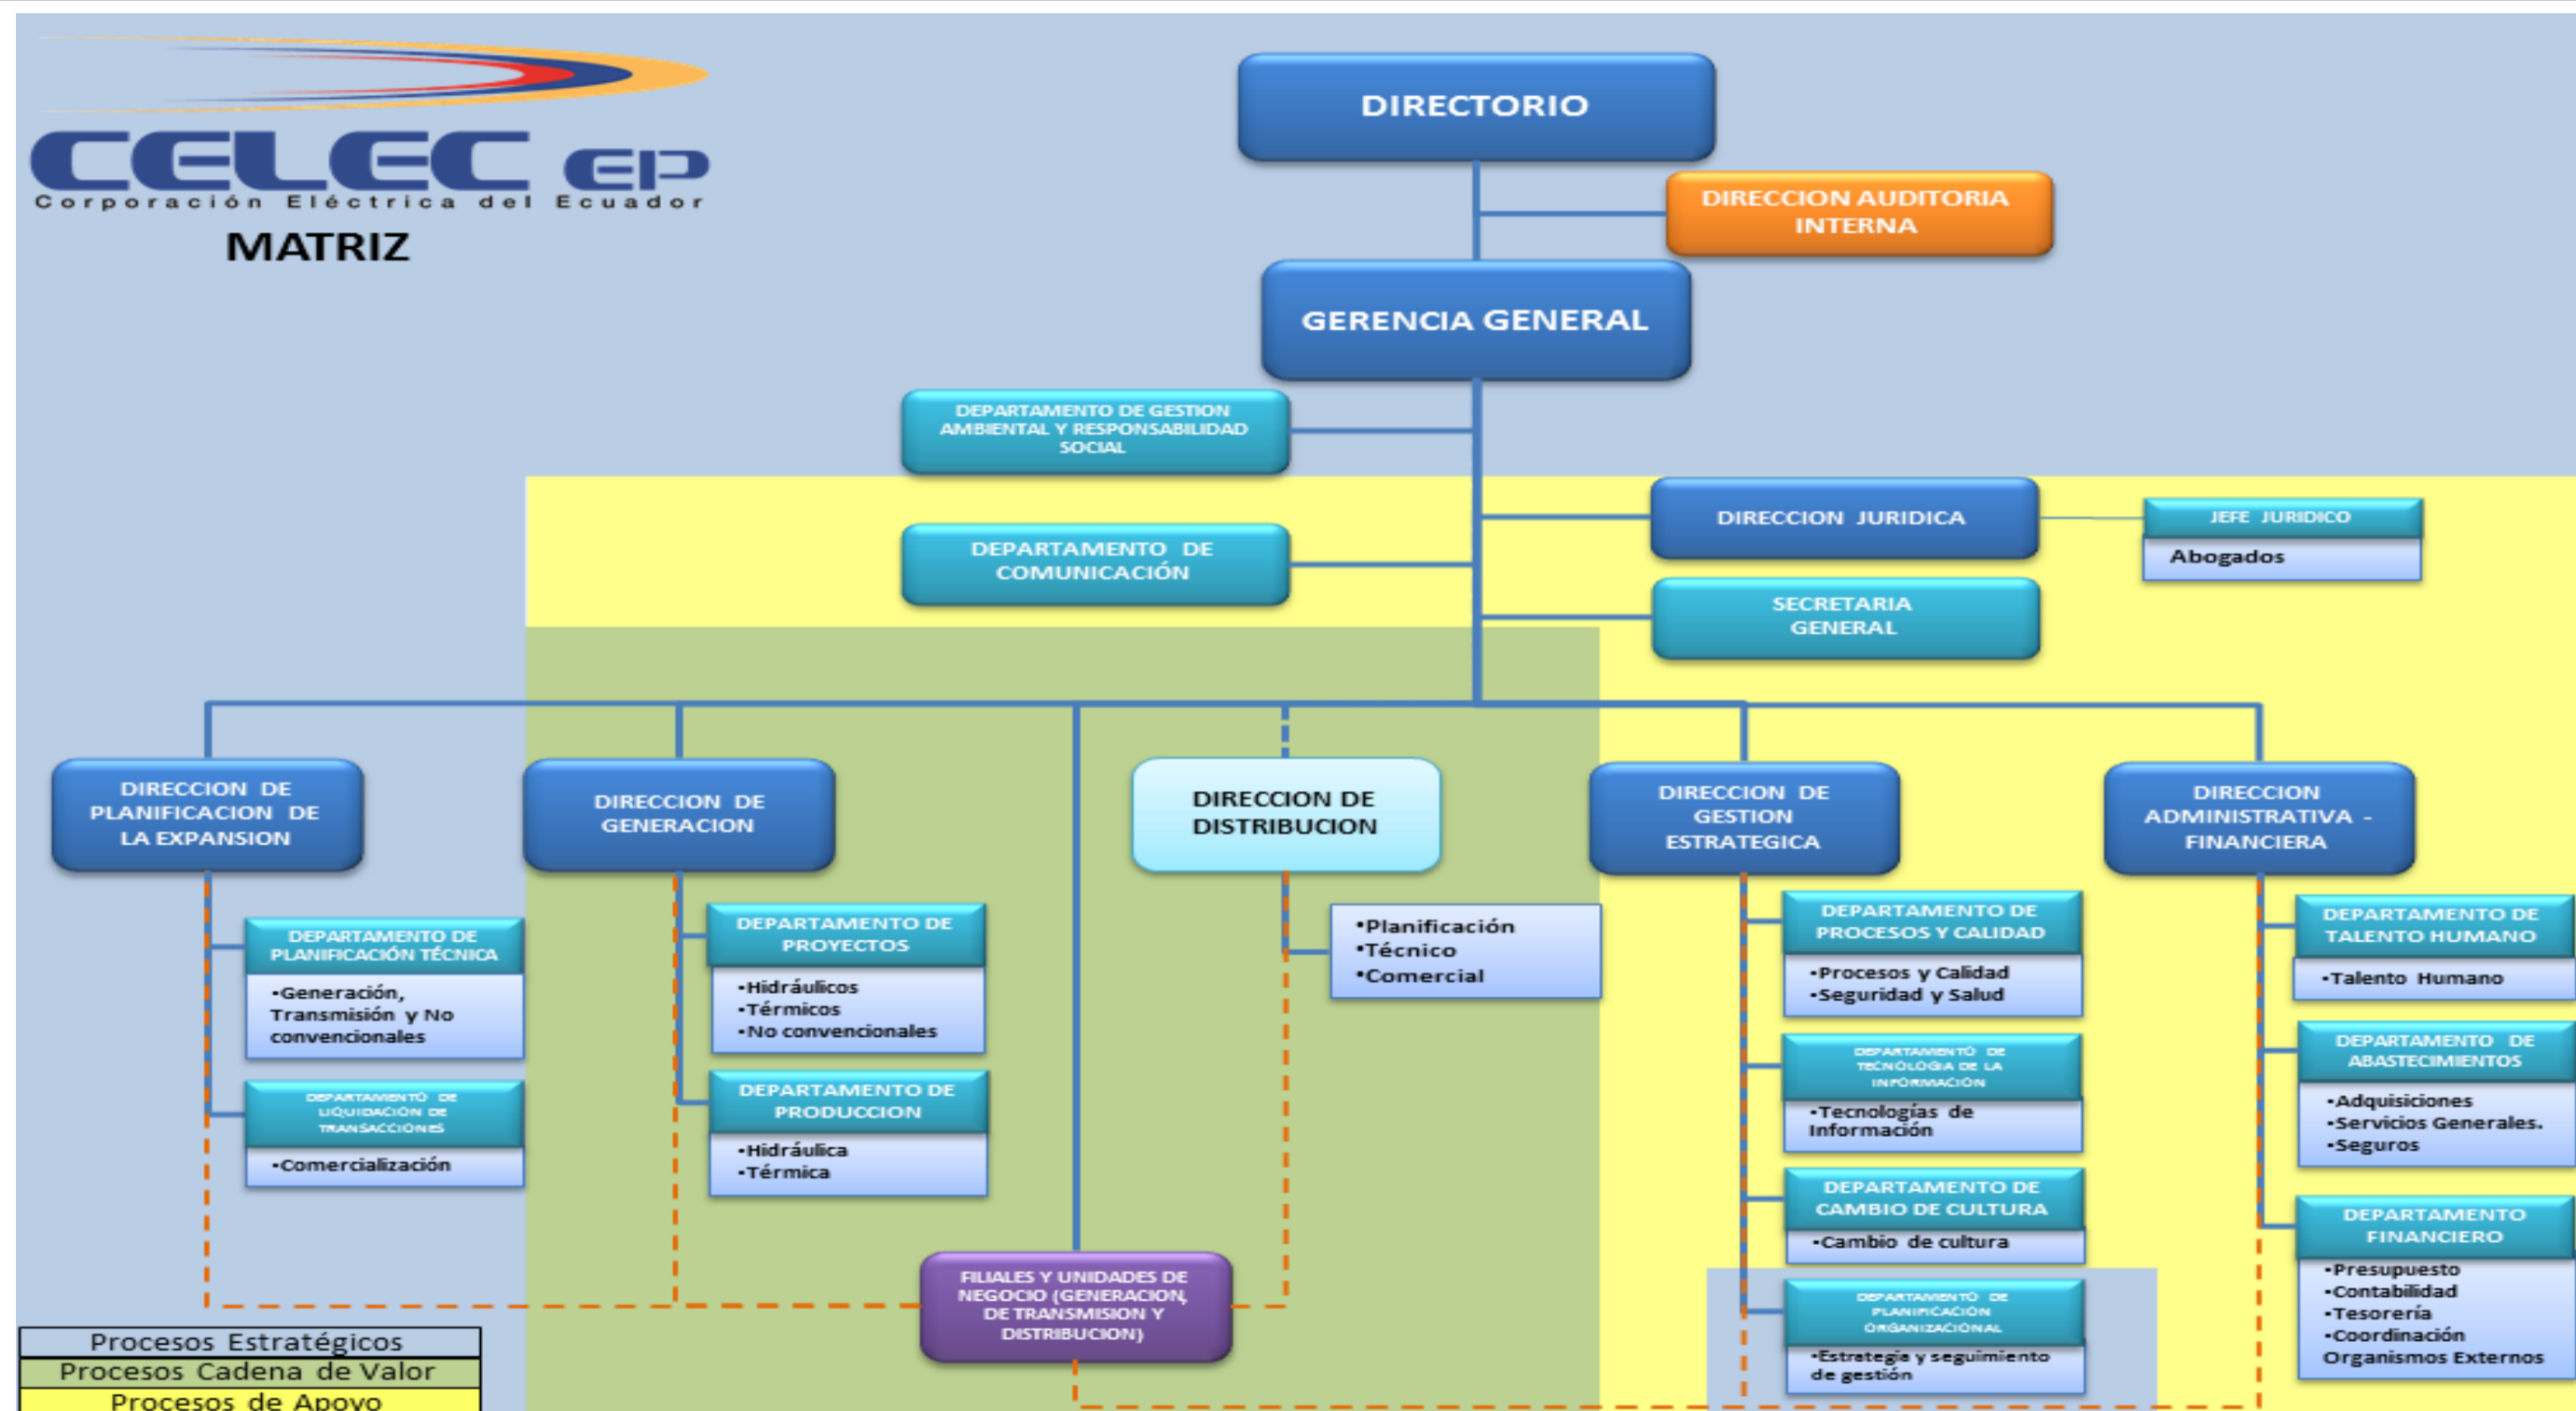 CELEC EP
Corporación Eléctrica del Ecuador
MATRIZ
DIRECTORIO
DIRECCION AUDITORIA
INTERNA
GERENCIA GENERAL
DEPARTAMENTO DE GESTION
AMBIENTAL Y RESPONSABILIDAD
SOCIAL
DIRECCION JURIDICA
JEFE JURIDICO
Abogados
DEPARTAMENTO DE
COMUNICACIÓN
SECRETARIA
GENERAL
DIRECCION DE
PLANIFICACION DE
LA EXPANSION
DEPARTAMENTO DE
PLANIFICACIÓN TÉCNICA
•Generación,
Transmisión y No
convencionales
DEPARTAMENTO DE
LIQUIDACIÓN DE
TRANSACCIONES
•Comercialización
DIRECCION DE
GENERACION
DEPARTAMENTO DE
PROYECTOS
•Hidráulicos
•Térmicos
•No convencionales
DEPARTAMENTO DE
PRODUCCION
•Hidráulica
•Térmica
FILIALES Y UNIDADES DE
NEGOCIO (GENERACION,
DE TRANSMISION Y
DISTRIBUCION)
DIRECCION DE
DISTRIBUCION
•Planificación
•Técnico
•Comercial
DIRECCION DE
GESTION
ESTRATEGICA
DEPARTAMENTO DE
PROCESOS Y CALIDAD
•Procesos y Calidad
•Seguridad y Salud
DEPARTAMENTO DE
TECNOLOGIA DE LA
INFORMACIÓN
•Tecnologías de
Información
DEPARTAMENTO DE
CAMBIO DE CULTURA
•Cambio de cultura
DEPARTAMENTO DE
PLANIFICACIÓN
ORGANIZACIONAL
•Estrategia y seguimiento
de gestión
DIRECCION
ADMINISTRATIVA -
FINANCIERA
DEPARTAMENTO DE
TALENTO HUMANO
•Talento Humano
DEPARTAMENTO DE
ABASTECIMIENTOS
•Adquisiciones
•Servicios Generales.
•Seguros
DEPARTAMENTO
FINANCIERO
•Presupuesto
•Contabilidad
•Tesorería
•Coordinación
Organismos Externos
Procesos Estratégicos
Procesos Cadena de Valor
Procesos de Apoyo